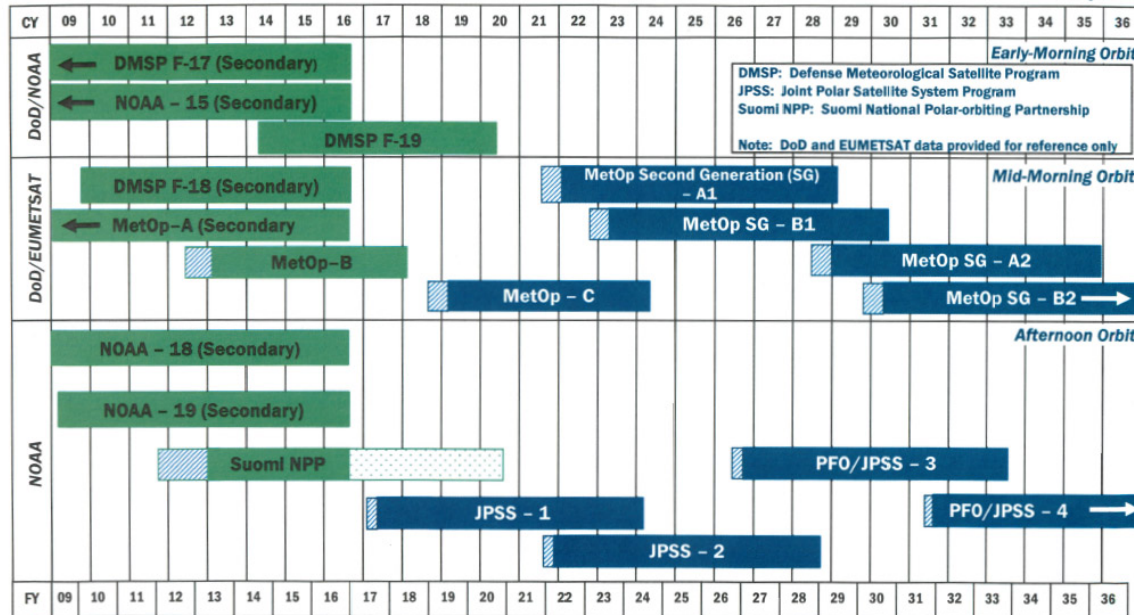 CY 09 10 11 12 13 14 15 16 17 18 19 20 21 22 23 24 25 26 27 28 29 30 31 32 33 34 35 36
DoD/NOAA
Early-Morning Orbit
DMSP F-17 (Secondary)
NOAA – 15 (Secondary)
DMSP F-19
DMSP: Defense Meteorological Satellite Program
JPSS: Joint Polar Satellite System Program
Suomi NPP: Suomi National Polar-orbiting Partnership
Note: DoD and EUMETSAT data provided for reference only
DoD/EUMETSAT
Mid-Morning Orbit
DMSP F-18 (Secondary)
MetOp Second Generation (SG)
– A1
MetOp–A (Secondary
MetOp SG – B1
MetOp–B
MetOp SG – A2
MetOp – C
MetOp SG – B2
NOAA
Afternoon Orbit
NOAA – 18 (Secondary)
NOAA – 19 (Secondary)
Suomi NPP
PFO/JPSS – 3
JPSS – 1
PFO/JPSS – 4
JPSS – 2
FY 09 10 11 12 13 14 15 16 17 18 19 20 21 22 23 24 25 26 27 28 29 30 31 32 33 34 35 36